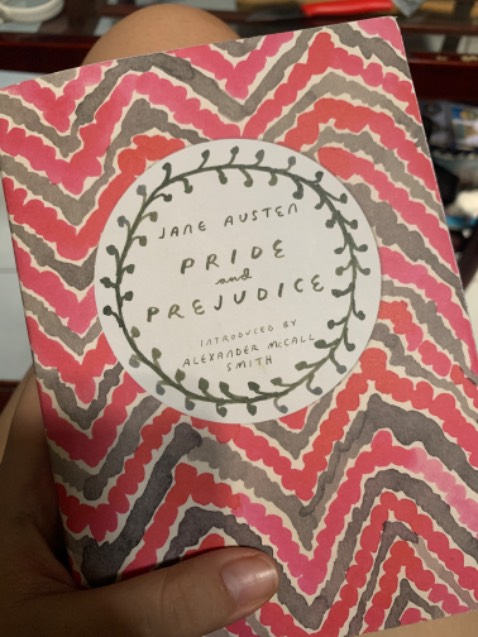 JANE AUSTEN
PRIDE
and
PREJUDICE
INTRODUCED BY
ALEXANDER McCALL
SMITH